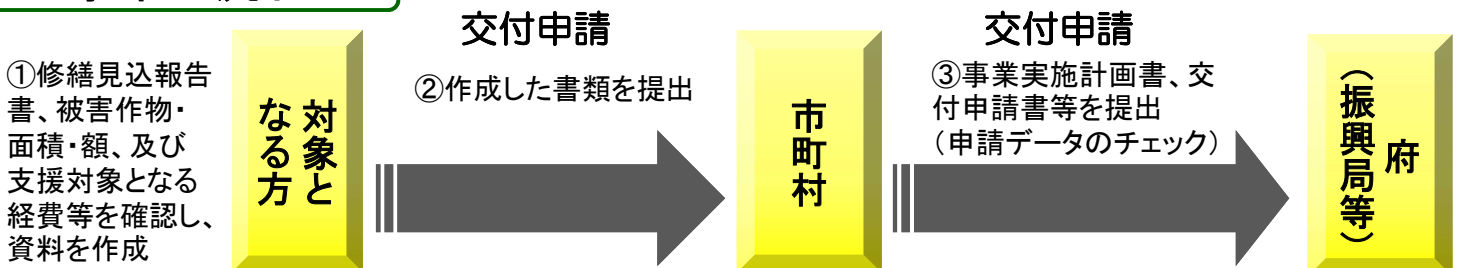 ①修繕見込報告
書、被害作物・
面積・額、及び
支援対象となる
経費等を確認し、
資料を作成
対象と
なる方
交付申請
②作成した書類を提出
市町村
交付申請
③事業実施計画書、交
付申請書等を提出
（申請データのチェック）
府
（振興局等）